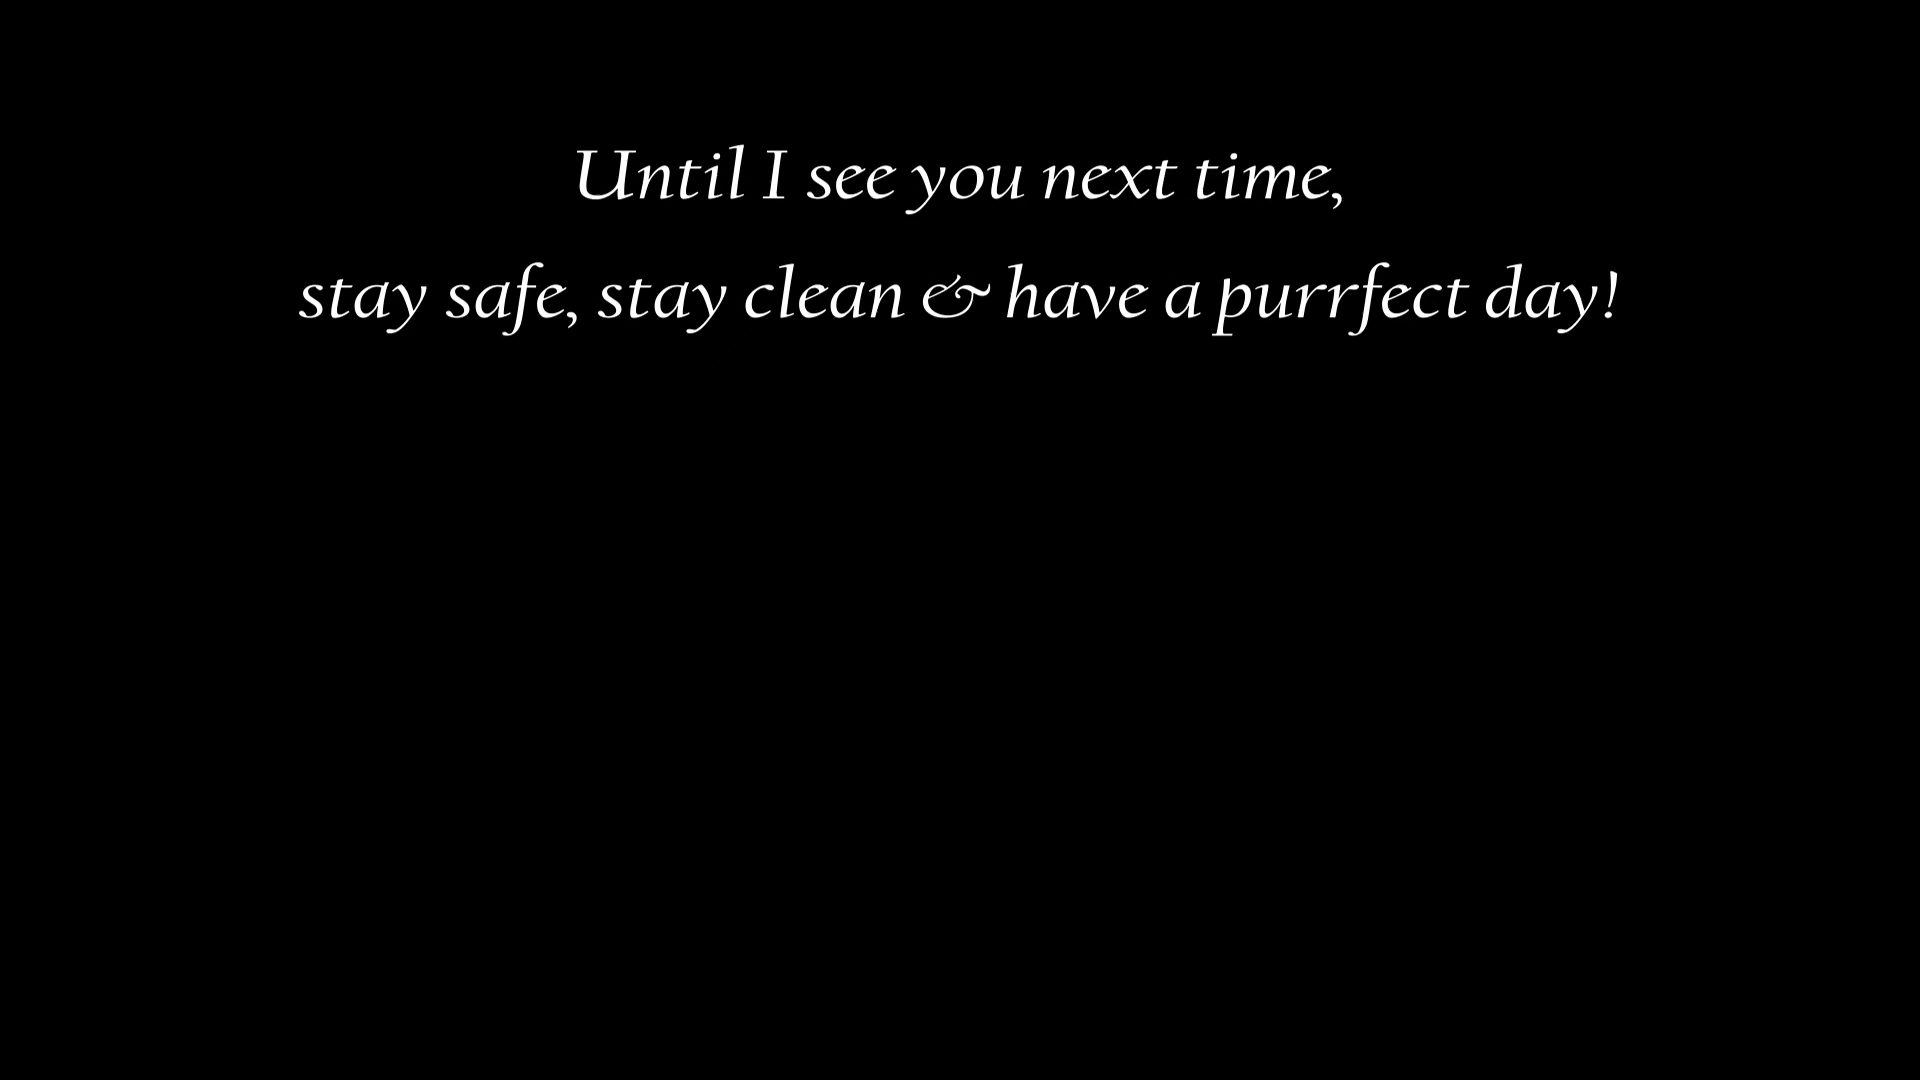 Until I see you next time,
stay safe, stay clean & have a purrfect day!